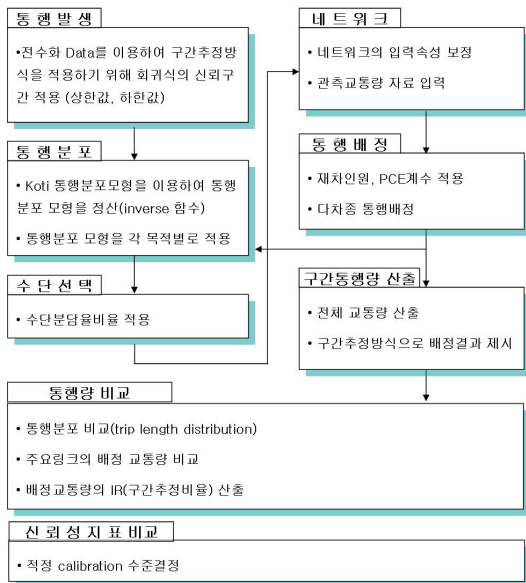 통 행 발 생
•전수화 Data를 이용하여 구간추정방
식을 적용하기 위해 회귀식의 신뢰구
간 적용 (상한값, 하한값)
통 행 분 포
• Koti 통행분포모형을 이용하여 통행
분포 모형을 정산(inverse 함수)
• 통행분포 모형을 각 목적별로 적용
수 단 선 택
• 수단분담율비율 적용
네 트 워 크
• 네트워크의 입력속성 보정
• 관측교통량 자료 입력
통 행 배 정
• 재차인원, PCE계수 적용
• 다차종 통행배정
구간통행량 산출
• 전체 교통량 산출
• 구간추정방식으로 배정결과 제시
통행량 비교
• 통행분포 비교(trip length distribution)
• 주요링크의 배정 교통량 비교
• 배정교통량의 IR(구간추정비율) 산출
신 뢰 성 지 표 비 교
• 적정 calibration 수준결정